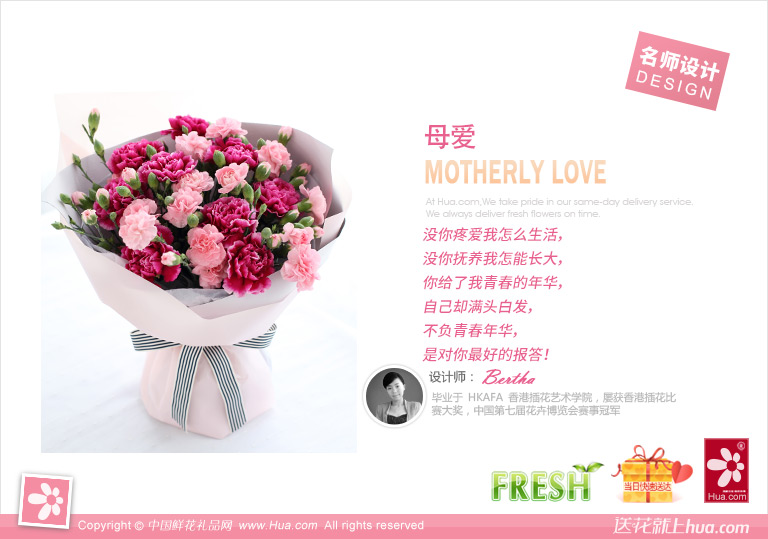 名师设计
DESIGN
母爱
MOTHERLY LOVE
At Hua.com,We take pride in our same-day delivery service.
We always deliver fresh flowers on time.
没你疼爱我怎么生活，
没你抚养我怎能长大，
你给了我青春的年华，
自己却满头白发，
不负青春年华，
是对你最好的报答！
设计师： Bertha
毕业于 HKAFA 香港插花艺术学院，屡获香港插花比
赛大奖，中国第七届花卉博览会赛事冠军
FRESH
当日快速送达
Hua.com
Copyright © 中国鲜花礼品网 www.Hua.com All rights reserved
送花就上hua.com